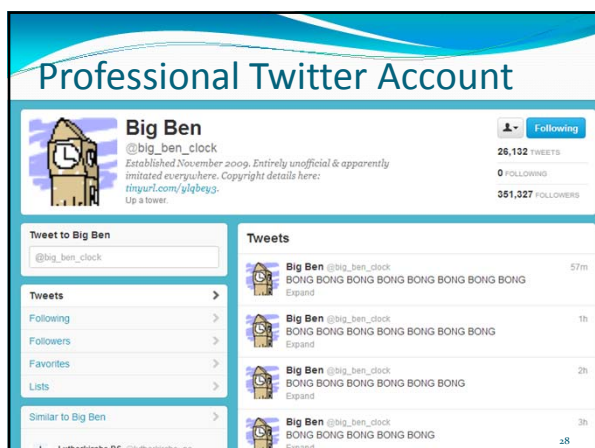 Professional Twitter Account
Big Ben
@big_ben_clock
Established November 2009. Entirely unofficial & apparently
imitated everywhere. Copyright details here:
tinyurl.com/ylqbey3.
Up a tower.
Following
26,132 TWEETS
0 FOLLOWING
351,327 FOLLOWERS
Tweet to Big Ben
@big_ben_clock
Tweets
Following
Followers
Favorites
Lists
Similar to Big Ben
Tweets
Big Ben @big_ben_clock 57m
BONG BONG BONG BONG BONG BONG BONG BONG
Expand
Big Ben @big_ben_clock 1h
BONG BONG BONG BONG BONG BONG BONG
Expand
Big Ben @big_ben_clock 2h
BONG BONG BONG BONG BONG BONG
Expand
Big Ben @big_ben_clock 3h
BONG BONG BONG BONG BONG
Expand
28